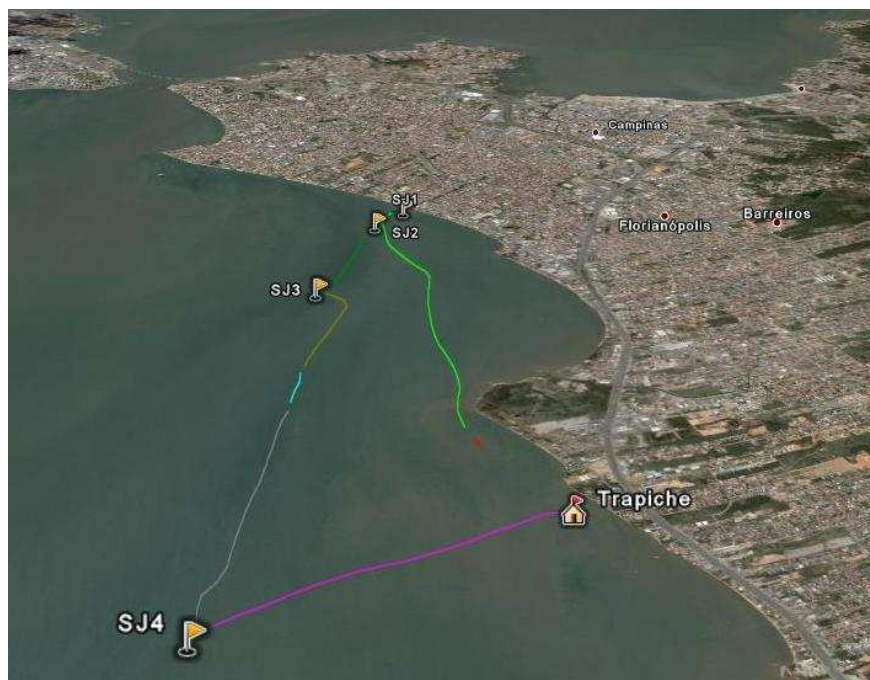 Campinas
SJ1
SJ2
Florianópolis
Barreiros
SJ3
Trapiche
SJ4